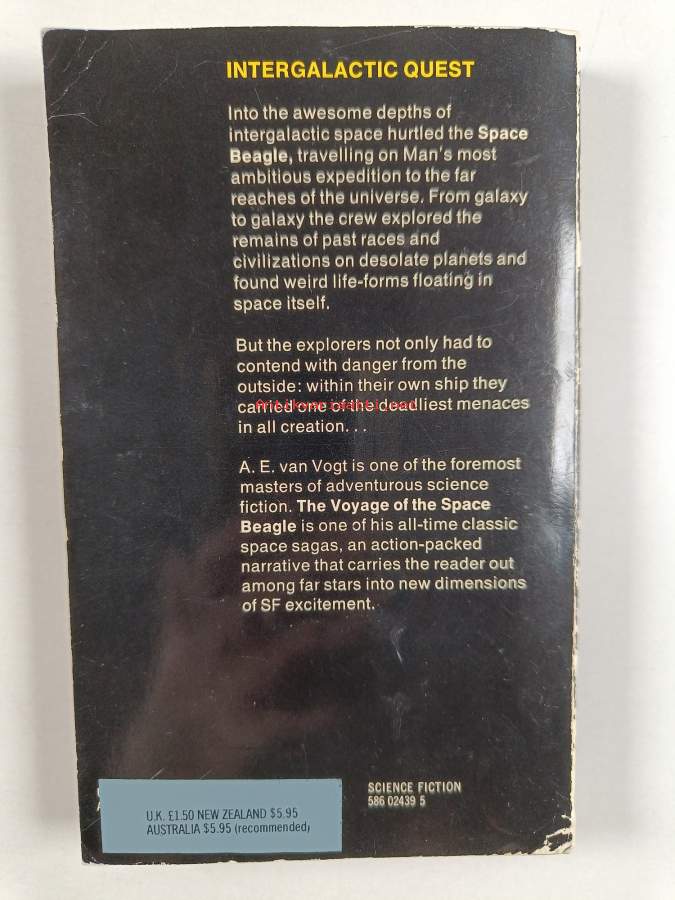 INTERGALACTIC QUEST
Into the awesome depths of
intergalactic space hurtled the Space
Beagle, travelling on Man's most
ambitious expedition to the far
reaches of the universe. From galaxy
to galaxy the crew explored the
remains of past races and
civilizations on desolate planets and
found weird life-forms floating in
space itself.
But the explorers not only had to
contend with danger from the
outside: within their own ship they
carried one of the deadliest menaces
in all creation. . .
A. E. van Vogt is one of the foremost
masters of adventurous science
fiction. The Voyage of the Space
Beagle is one of his all-time classic
space sagas, an action-packed
narrative that carries the reader out
among far stars into new dimensions
of SF excitement.
U.K. £1.50 NEW ZEALAND $5.95
AUSTRALIA $5.95 (recommended)
SCIENCE FICTION
586 02439 5